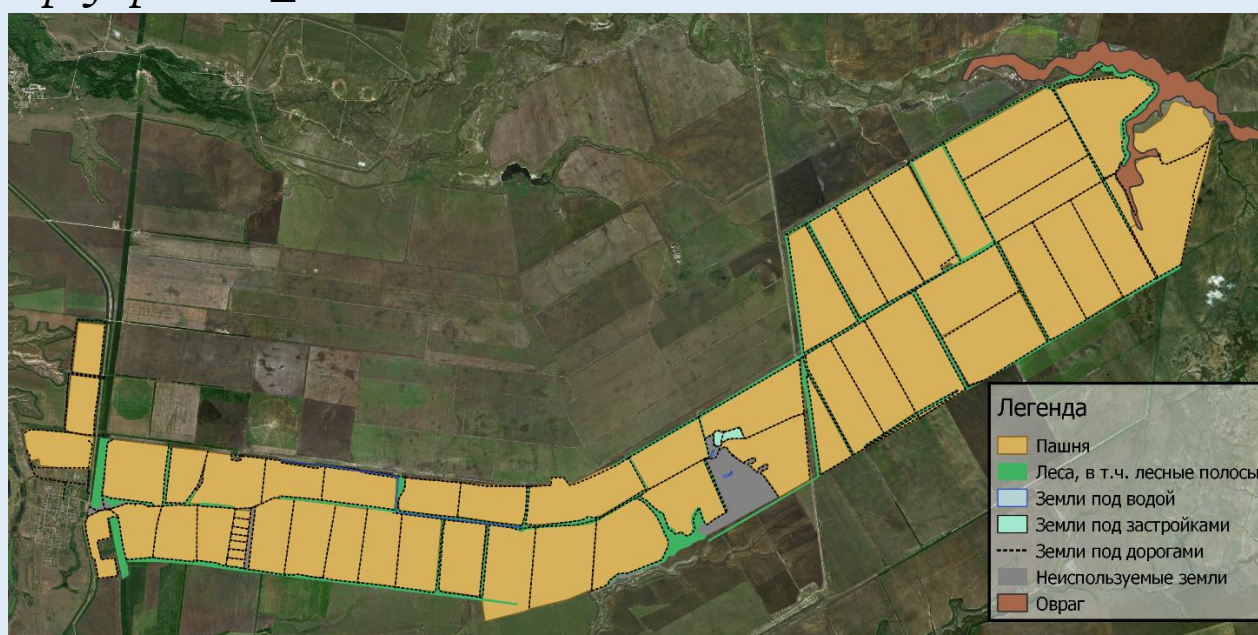 Легенда
Пашня
Леса, в т.ч. лесные полосы
Земли под водой
Земли под застройками
Земли под дорогами
Неиспользуемые земли
Овраг